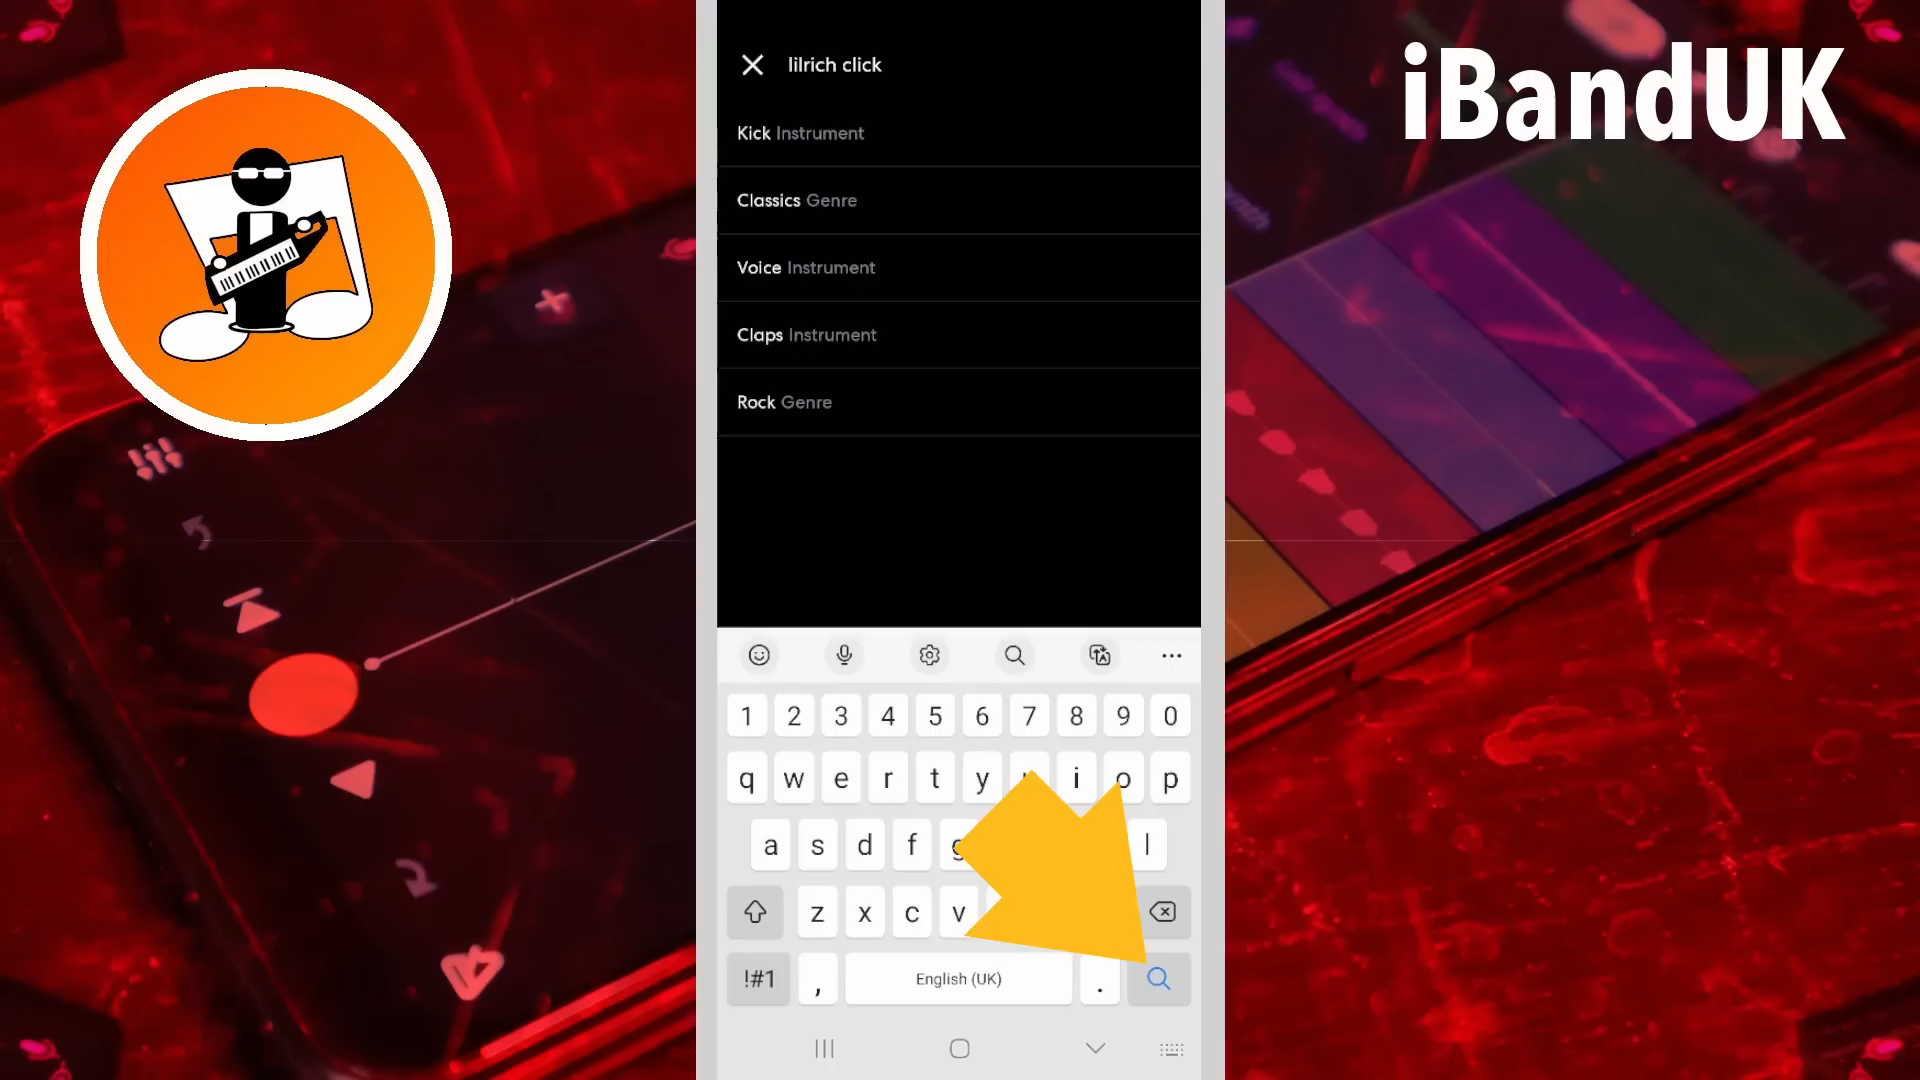 iBandUK
lilrich click
Kick Instrument
Classics Genre
Voice Instrument
Claps Instrument
Rock Genre
1 2 3 4 5 6 7 8 9 0
q w e r t y i o p
a s d f g l
z x c v
!#1 , English (UK) .